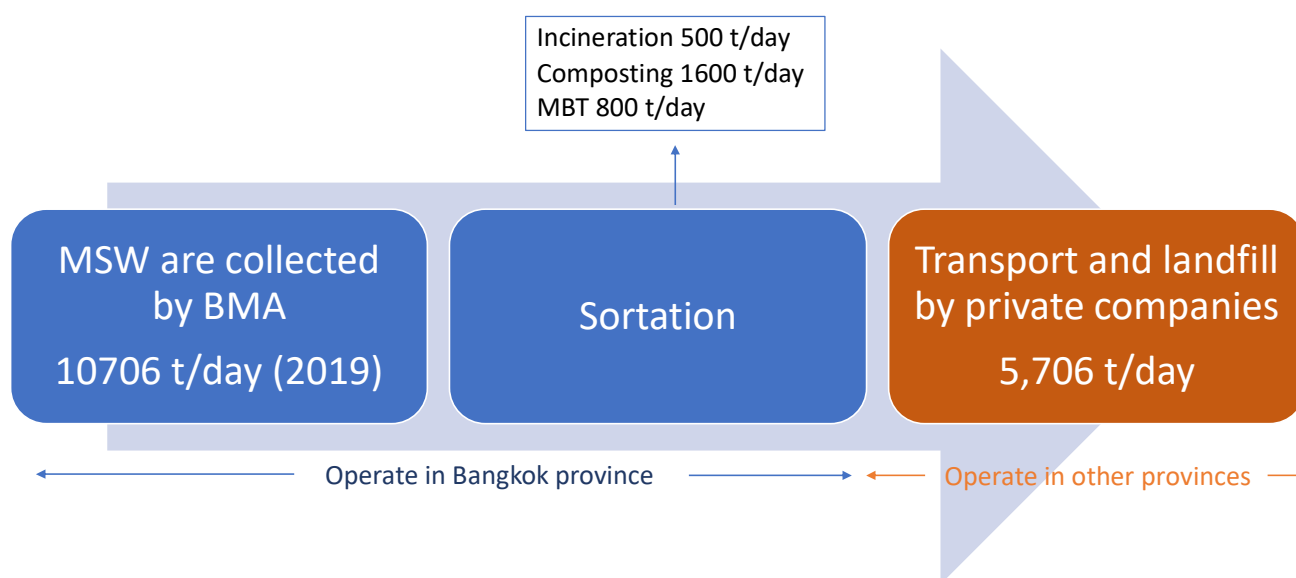 Incineration 500 t/day
Composting 1600 t/day
MBT 800 t/day
MSW are collected
by BMA
10706 t/day (2019)
Sortation
Transport and landfill
by private companies
5,706 t/day
Operate in Bangkok province
Operate in other provinces